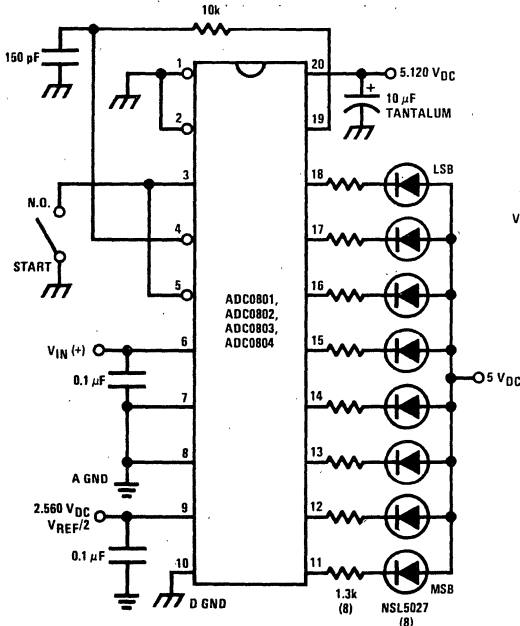 10k
150 pF
1
20
5.120 VDC
+
10 µF
TANTALUM
2
19
3
18
LSB
N.O.
4
17
V
START
5
16
ADC0801,
ADC0802,
ADC0803,
ADC0804
VIN (+)
6
15
0.1 µF
5 VDC
7
14
8
13
A GND
2.560 VDC
VREF/2
9
12
0.1 µF
10
11
D GND
1.3k
(8)
NSL5027
(8)
MSB